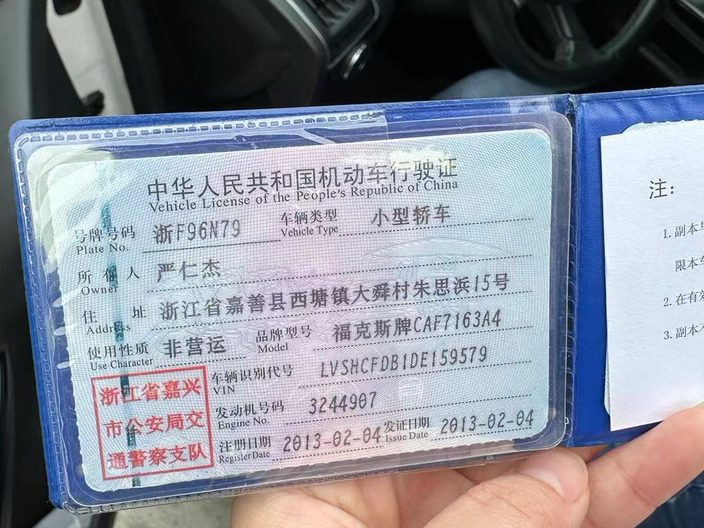 中华人民共和国机动车行驶证
Vehicle License of the People's Republic of China
号牌号码 浙F96N79 车辆类型 小型轿车
Plate No. Vehicle Type
所有人 严仁杰
Owner
住址 浙江省嘉善县西塘镇大舜村朱思浜15号
Address
使用性质 非营运 品牌型号 福克斯牌CAF7163A4
Use Character Model
浙江省嘉兴
市公安局交
通警察支队
车辆识别代号 LVSHCFDB1DE159579
VIN
发动机号码 3244907
Engine No.
注册日期 2013-02-04 发证日期 2013-02-04
Register Date Issue Date
注：
1. 副本
限本车
2. 在有效
3. 副本